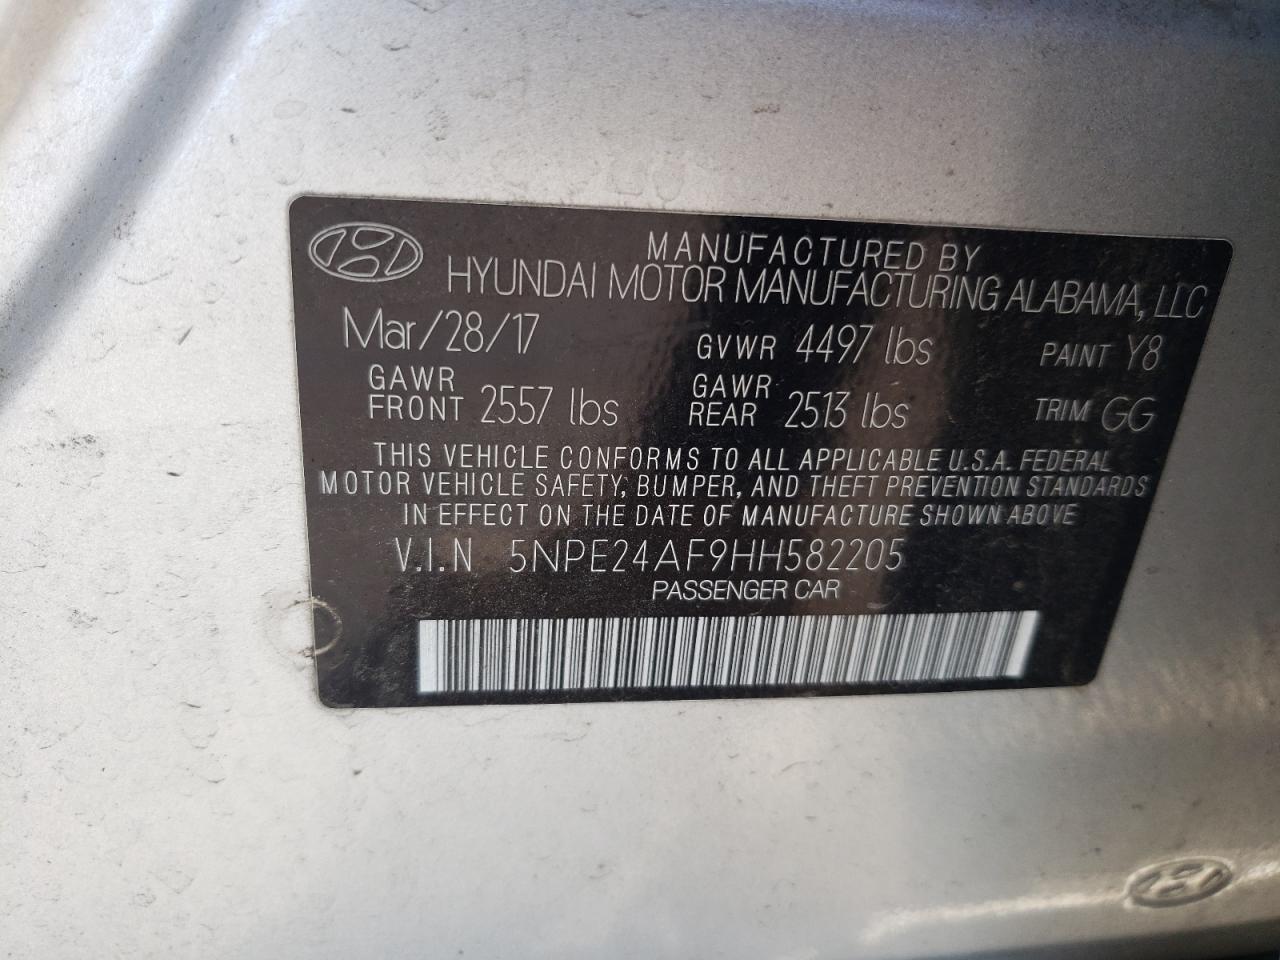 MANUFACTURED BY
HYUNDAI MOTOR MANUFACTURING ALABAMA, LLC
Mar/28/17 GVWR 4497 lbs PAINT Y8
GAWR FRONT 2557 lbs GAWR REAR 2513 lbs TRIM GG
THIS VEHICLE CONFORMS TO ALL APPLICABLE U.S.A. FEDERAL
MOTOR VEHICLE SAFETY, BUMPER, AND THEFT PREVENTION STANDARDS
IN EFFECT ON THE DATE OF MANUFACTURE SHOWN ABOVE
V.I.N 5NPE24AF9HH582205
PASSENGER CAR